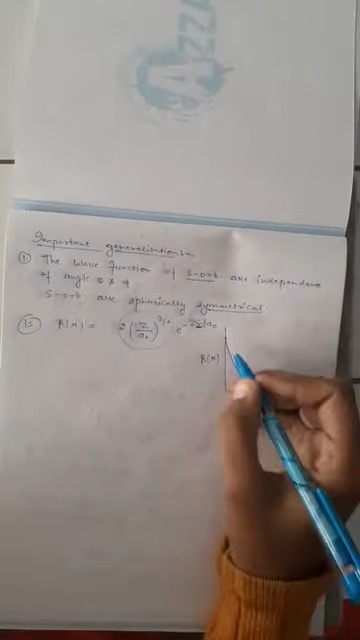 AZZA
Important generalisations
① The wave function of s-orb are independent
of angle θ & φ
S-orb are spherically symmetrical.
1S R(r) = 2(Z/a₀)^3/2 e^-Zr/a₀
R(r)